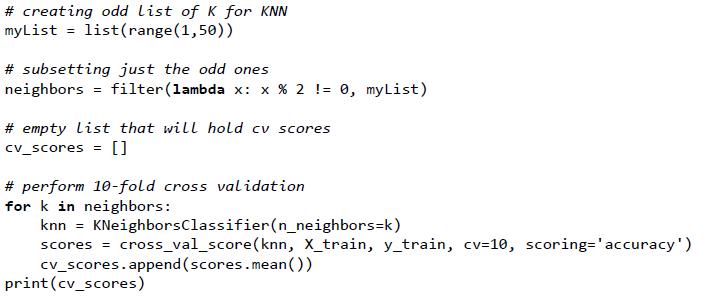 # creating odd list of K for KNN
myList = list(range(1,50))
# subsetting just the odd ones
neighbors = filter(lambda x: x % 2 != 0, myList)
# empty list that will hold cv scores
cv_scores = []
# perform 10-fold cross validation
for k in neighbors:
    knn = KNeighborsClassifier(n_neighbors=k)
    scores = cross_val_score(knn, X_train, y_train, cv=10, scoring='accuracy')
    cv_scores.append(scores.mean())
print(cv_scores)